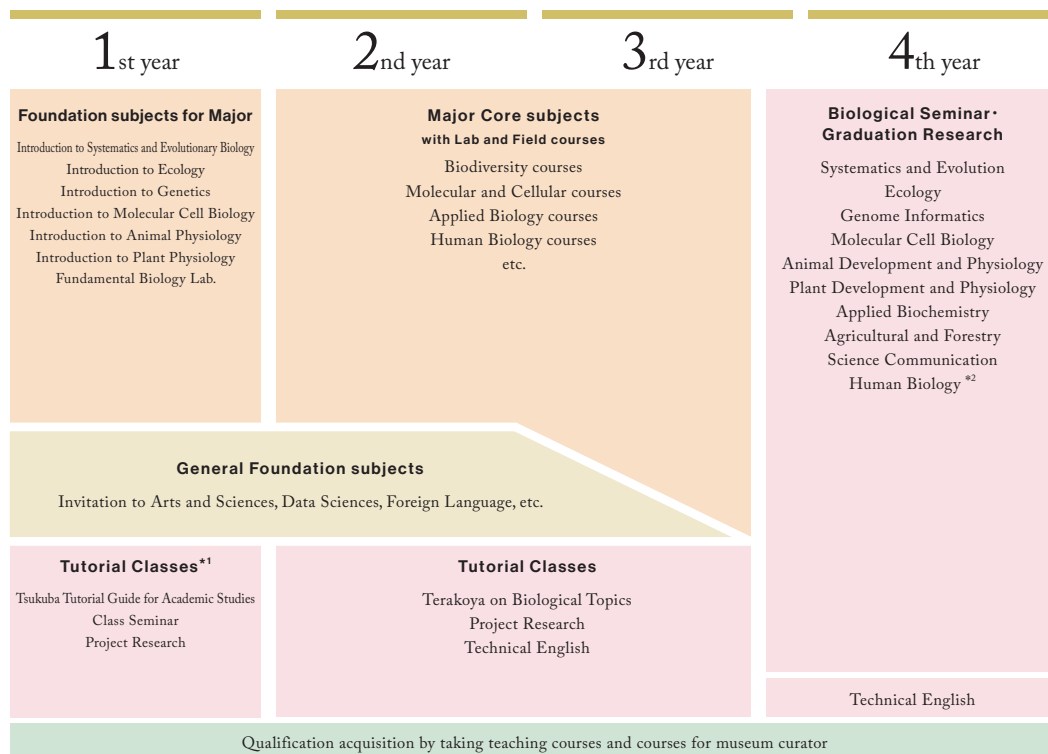 1st year
2nd year
3rd year
4th year
Foundation subjects for Major
Introduction to Systematics and Evolutionary Biology
Introduction to Ecology
Introduction to Genetics
Introduction to Molecular Cell Biology
Introduction to Animal Physiology
Introduction to Plant Physiology
Fundamental Biology Lab.
Major Core subjects
with Lab and Field courses
Biodiversity courses
Molecular and Cellular courses
Applied Biology courses
Human Biology courses
etc.
Biological Seminar・
Graduation Research
Systematics and Evolution
Ecology
Genome Informatics
Molecular Cell Biology
Animal Development and Physiology
Plant Development and Physiology
Applied Biochemistry
Agricultural and Forestry
Science Communication
Human Biology *2
General Foundation subjects
Invitation to Arts and Sciences, Data Sciences, Foreign Language, etc.
Tutorial Classes*1
Tsukuba Tutorial Guide for Academic Studies
Class Seminar
Project Research
Tutorial Classes
Terakoya on Biological Topics
Project Research
Technical English
Technical English
Qualification acquisition by taking teaching courses and courses for museum curator